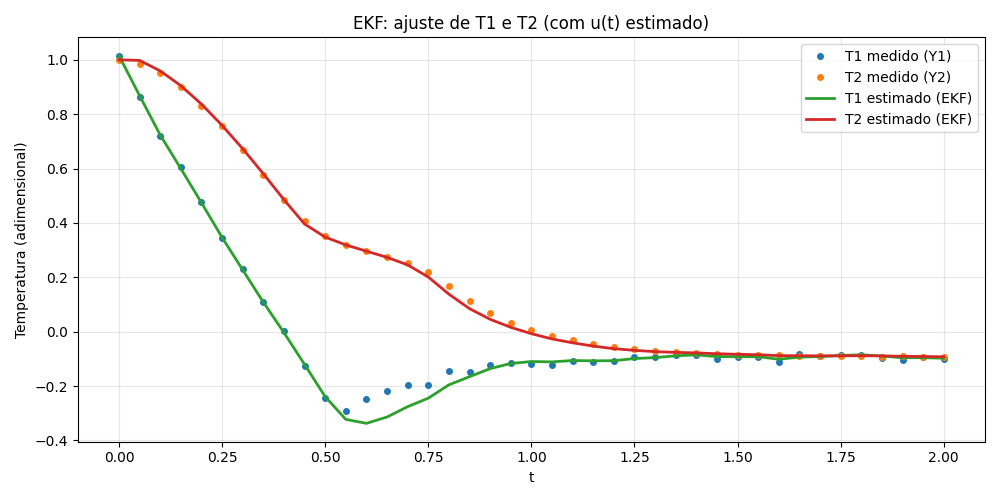 EKF: ajuste de T1 e T2 (com u(t) estimado)
T1 medido (Y1)
T2 medido (Y2)
T1 estimado (EKF)
T2 estimado (EKF)
Temperatura (adimensional)
1.0
0.8
0.6
0.4
0.2
0.0
−0.2
−0.4
0.00 0.25 0.50 0.75 1.00 1.25 1.50 1.75 2.00
t